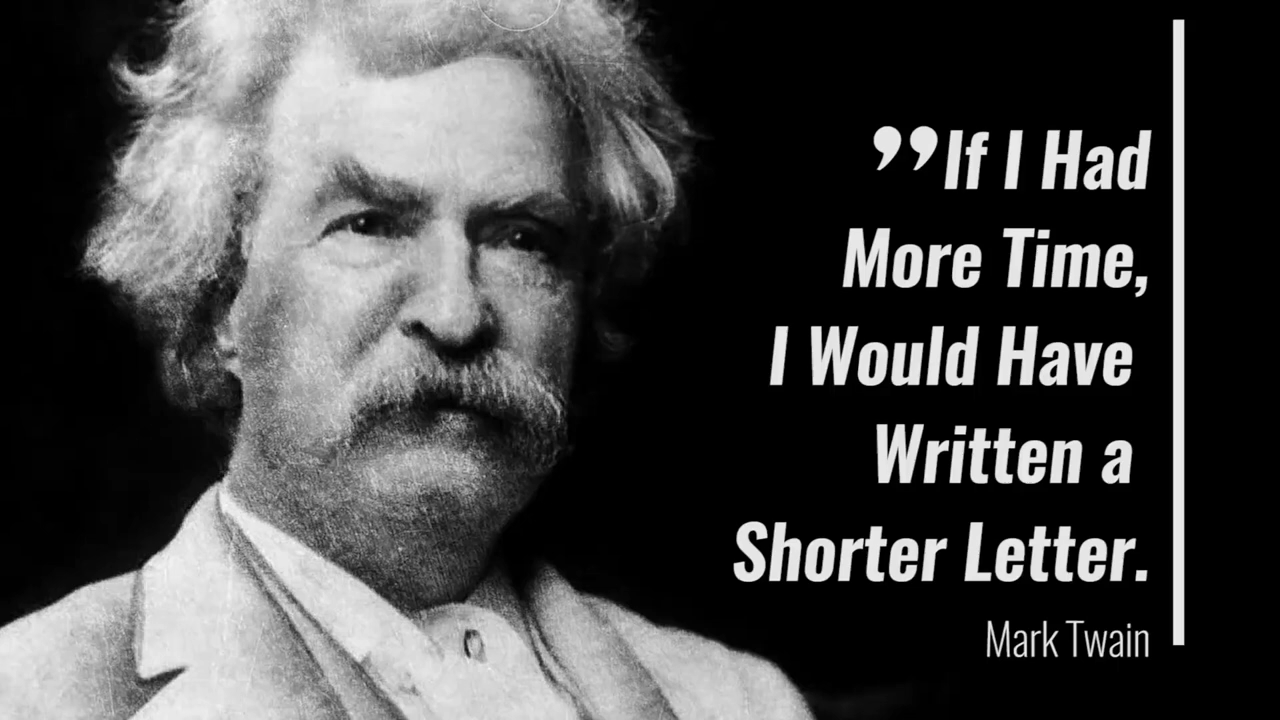 ”If I Had
More Time,
I Would Have
Written a
Shorter Letter.
Mark Twain